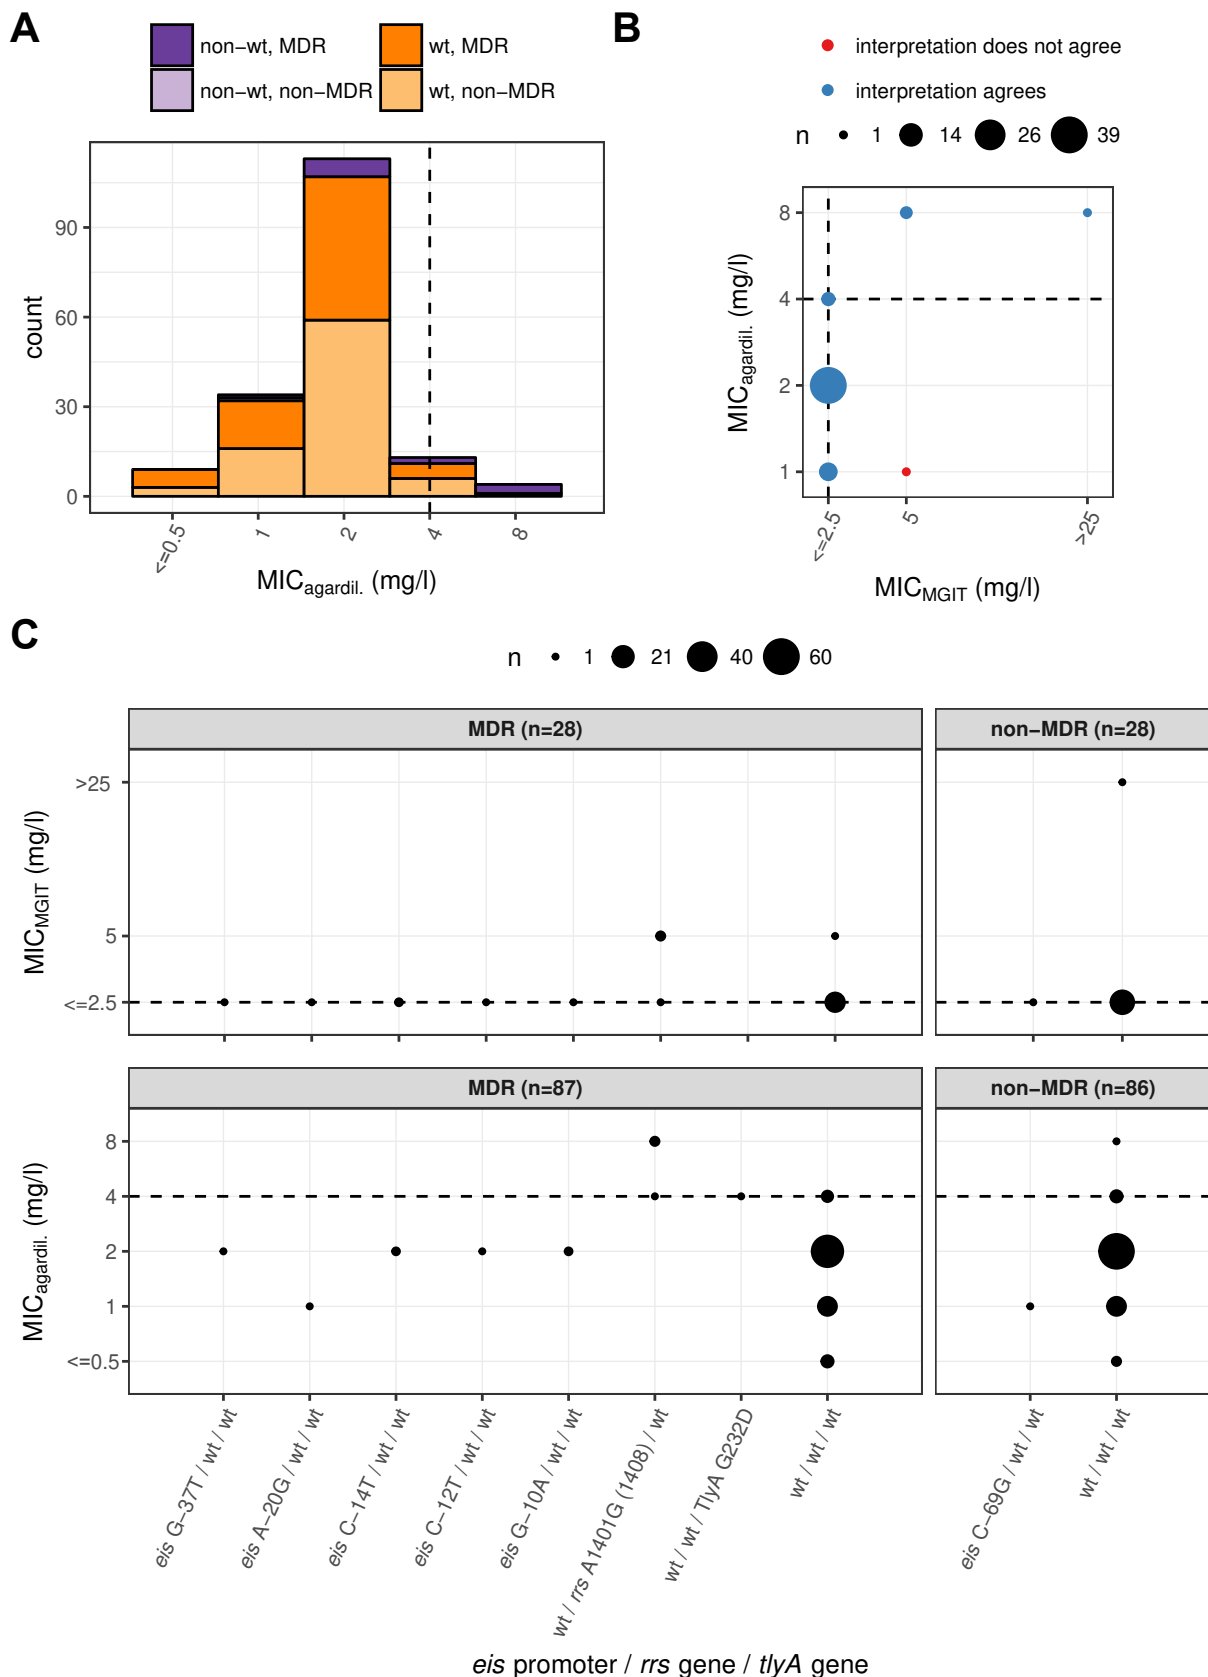 A
non-wt, MDR
wt, MDR
non-wt, non-MDR
wt, non-MDR
90
60
30
0
count
<=0.5
1
2
4
8
MICagardil. (mg/l)
B
interpretation does not agree
interpretation agrees
n 1 14 26 39
8
4
2
1
MICagardil. (mg/l)
<=2.5
5
>25
MICMGIT (mg/l)
C
n 1 21 40 60
MDR (n=28)
non-MDR (n=28)
>25
5
<=2.5
MICMGIT (mg/l)
MDR (n=87)
non-MDR (n=86)
8
4
2
1
<=0.5
MICagardil. (mg/l)
eis G-37T / wt / wt
eis A-20G / wt / wt
eis C-14T / wt / wt
eis C-12T / wt / wt
eis G-10A / wt / wt
wt / rrs A1401G (1408) / wt
wt / wt / TlyA G232D
wt / wt / wt
eis C-69G / wt / wt
wt / wt / wt
eis promoter / rrs gene / tlyA gene